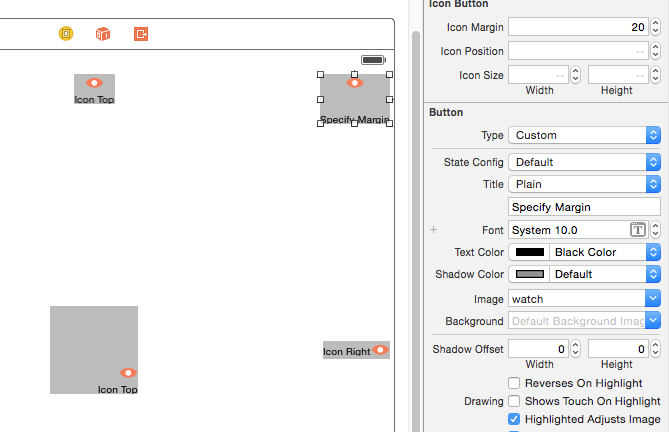 Icon Top
Specify Margin
Icon Top
Icon Right
Icon Button
Icon Margin 20
Icon Position --
Icon Size -- --
Width Height
Button
Type Custom
State Config Default
Title Plain
Specify Margin
+ Font System 10.0 T
Text Color Black Color
Shadow Color Default
Image watch
Background Default Background Imag
Shadow Offset 0 0
Width Height
Reverses On Highlight
Drawing Shows Touch On Highlight
Highlighted Adjusts Image